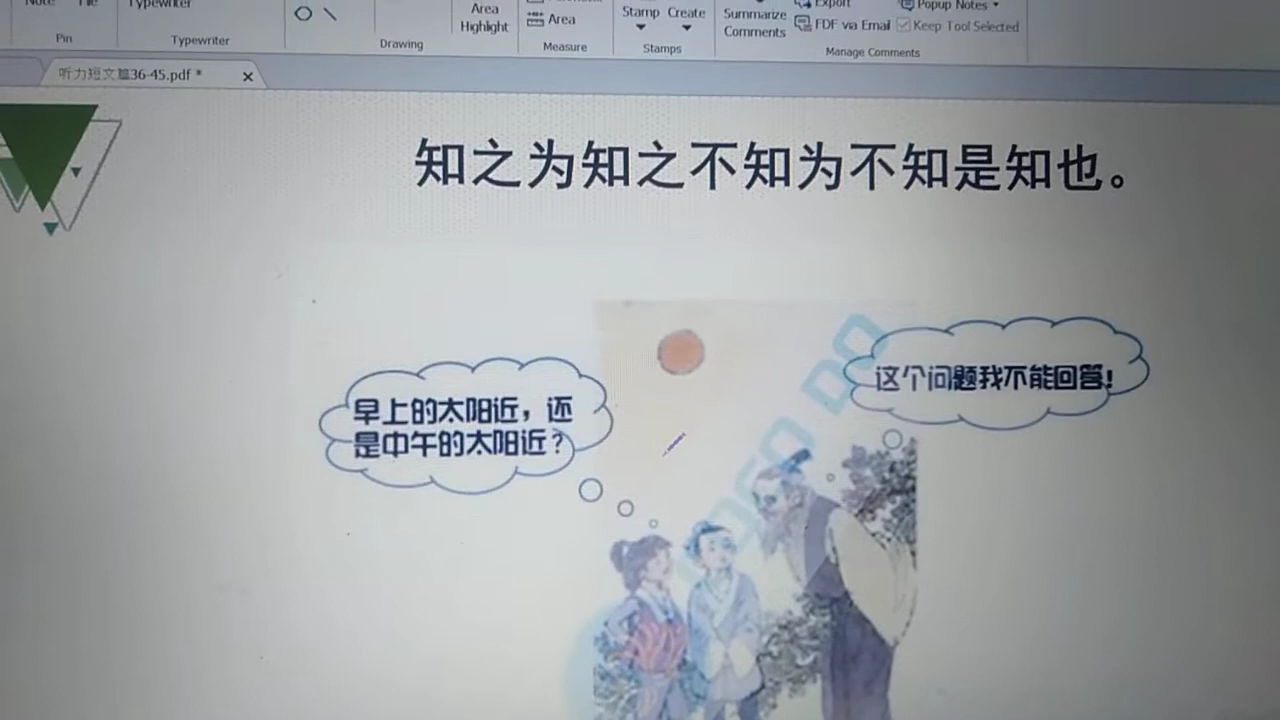 Typewriter
Area
Highlight
Area
Stamp
Create
Summarize
Comments
Export
FDF via Email
Popup Notes
Keep Tool Selected
Pin
Typewriter
Drawing
Measure
Stamps
Manage Comments
听力短文篇36-45.pdf *
知之为知之不知为不知是知也。
早上的太阳近，还
是中午的太阳近？
这个问题我不能回答!